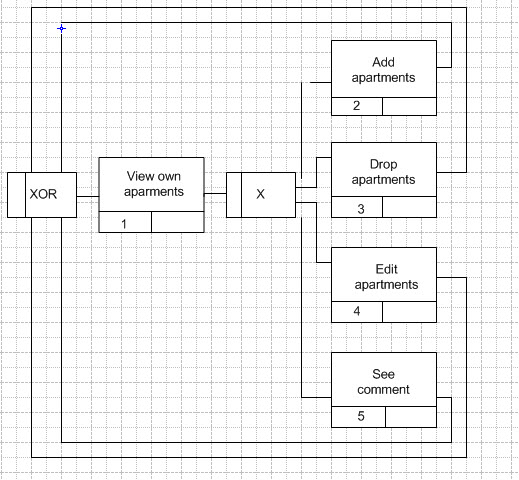 Add
apartments
2
Drop
apartments
3
XOR
View own
aparments
1
X
Edit
apartments
4
See
comment
5